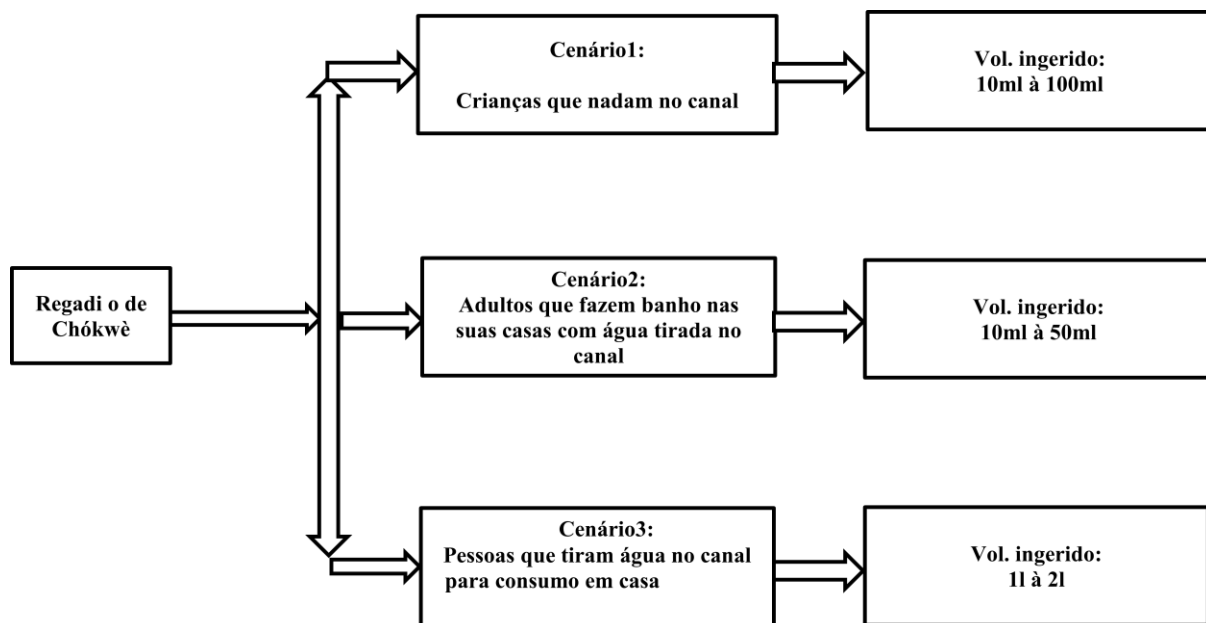 Cenário1:
Crianças que nadam no canal
Vol. ingerido:
10ml à 100ml
Regadi o de
Chókwè
Cenário2:
Adultos que fazem banho nas
suas casas com água tirada no
canal
Vol. ingerido:
10ml à 50ml
Cenário3:
Pessoas que tiram água no canal
para consumo em casa
Vol. ingerido:
1l à 2l